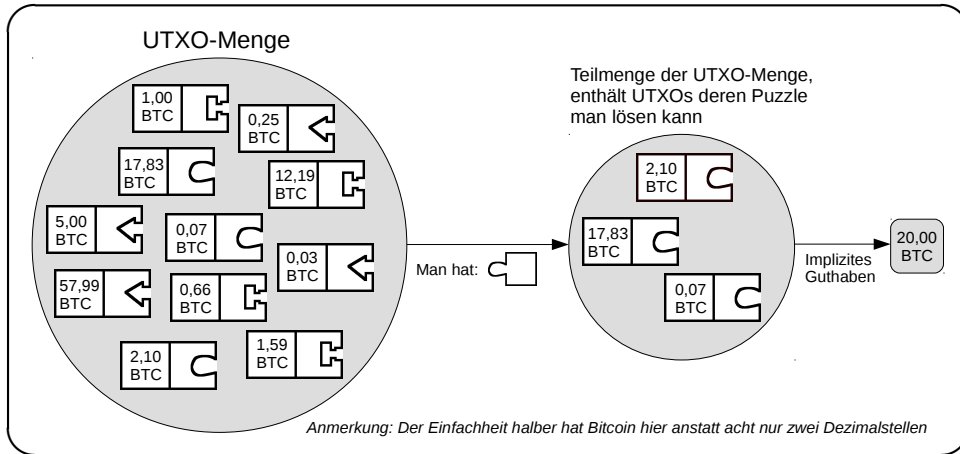 UTXO-Menge
1,00
BTC
0,25
BTC
17,83
BTC
12,19
BTC
5,00
BTC
0,07
BTC
0,03
BTC
57,99
BTC
0,66
BTC
2,10
BTC
1,59
BTC
Man hat:
Teilmenge der UTXO-Menge,
enthält UTXOs deren Puzzle
man lösen kann
2,10
BTC
17,83
BTC
0,07
BTC
Implizites
Guthaben
20,00
BTC
Anmerkung: Der Einfachheit halber hat Bitcoin hier anstatt acht nur zwei Dezimalstellen